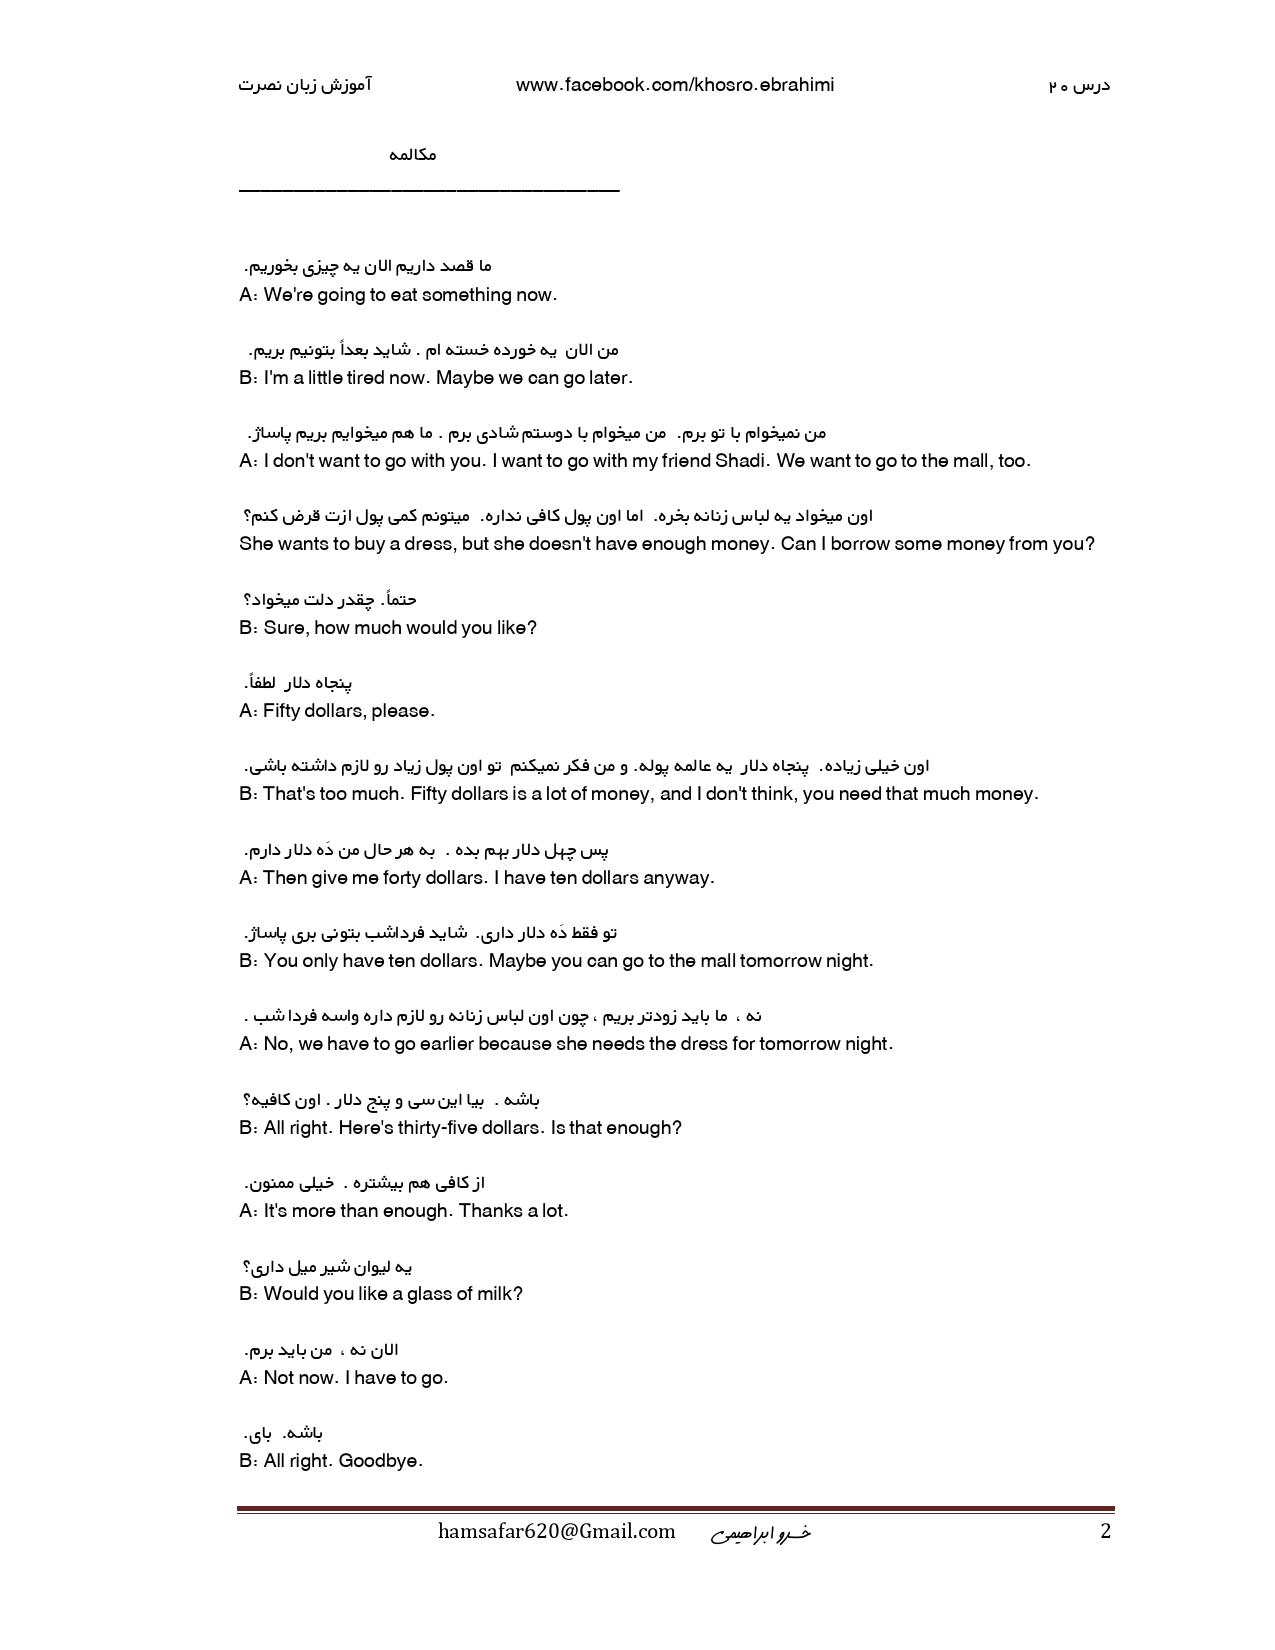 درس ۲۰ www.facebook.com/khosro.ebrahimi آموزش زبان نصرت
مکالمه
ما قصد داریم الان یه چیزی بخوریم.
A: We're going to eat something now.
من الان یه خورده خسته ام . شاید بعداً بتونیم بریم.
B: I'm a little tired now. Maybe we can go later.
من نمیخوام با تو برم. من میخوام با دوستم شادی برم . ما هم میخوایم بریم پاساژ.
A: I don't want to go with you. I want to go with my friend Shadi. We want to go to the mall, too.
اون میخواد یه لباس زنانه بخره. اما اون پول کافی نداره. میتونم کمی پول ازت قرض کنم؟
She wants to buy a dress, but she doesn't have enough money. Can I borrow some money from you?
حتماً. چقدر دلت میخواد؟
B: Sure, how much would you like?
پنجاه دلار لطفاً.
A: Fifty dollars, please.
اون خیلی زیاده. پنجاه دلار یه عالمه پوله. و من فکر نمیکنم تو اون پول زیاد رو لازم داشته باشی.
B: That's too much. Fifty dollars is a lot of money, and I don't think, you need that much money.
پس چهل دلار بهم بده . به هر حال من دَه دلار دارم.
A: Then give me forty dollars. I have ten dollars anyway.
تو فقط دَه دلار داری. شاید فرداشب بتونی بری پاساژ.
B: You only have ten dollars. Maybe you can go to the mall tomorrow night.
نه ، ما باید زودتر بریم ، چون اون لباس زنانه رو لازم داره واسه فردا شب .
A: No, we have to go earlier because she needs the dress for tomorrow night.
باشه . بیا این سی و پنج دلار . اون کافیه؟
B: All right. Here's thirty-five dollars. Is that enough?
از کافی هم بیشتره . خیلی ممنون.
A: It's more than enough. Thanks a lot.
یه لیوان شیر میل داری؟
B: Would you like a glass of milk?
الان نه ، من باید برم.
A: Not now. I have to go.
باشه. بای.
B: All right. Goodbye.
hamsafar620@Gmail.com خسرو ابراهیمی 2